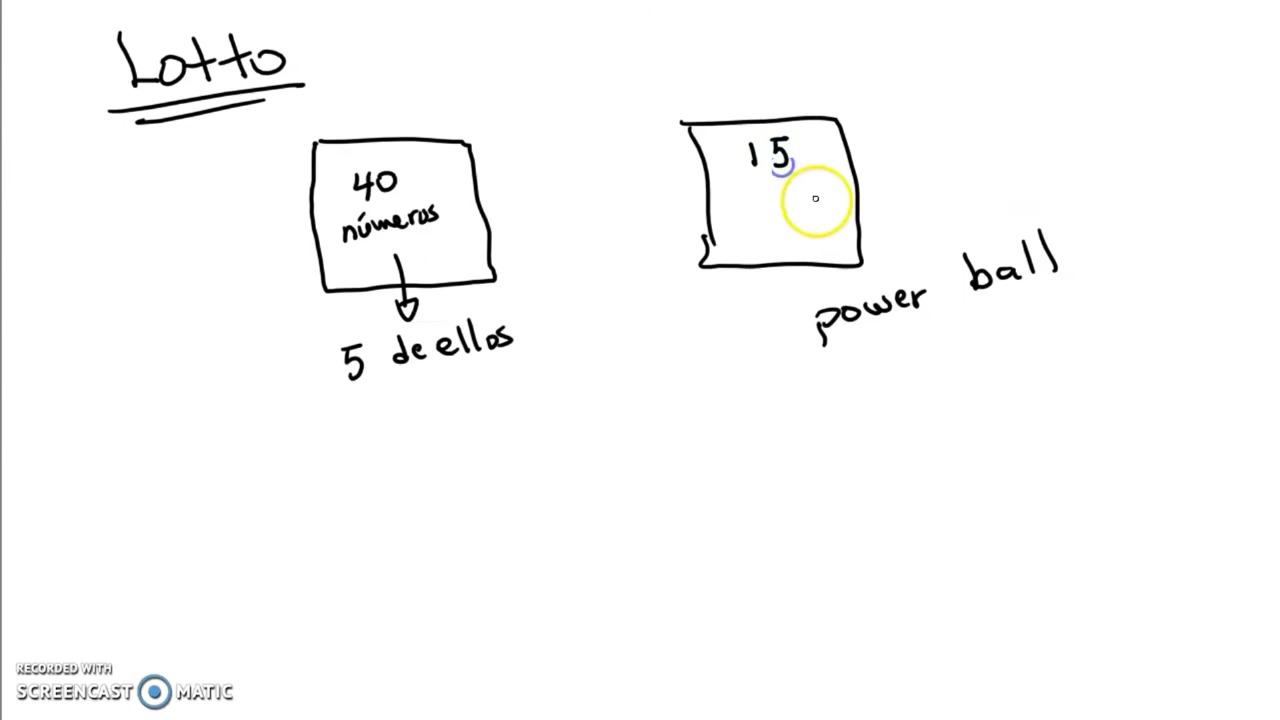 Lotto
40
números
5 de ellos
15
power ball
RECORDED WITH
SCREENCAST MATIC